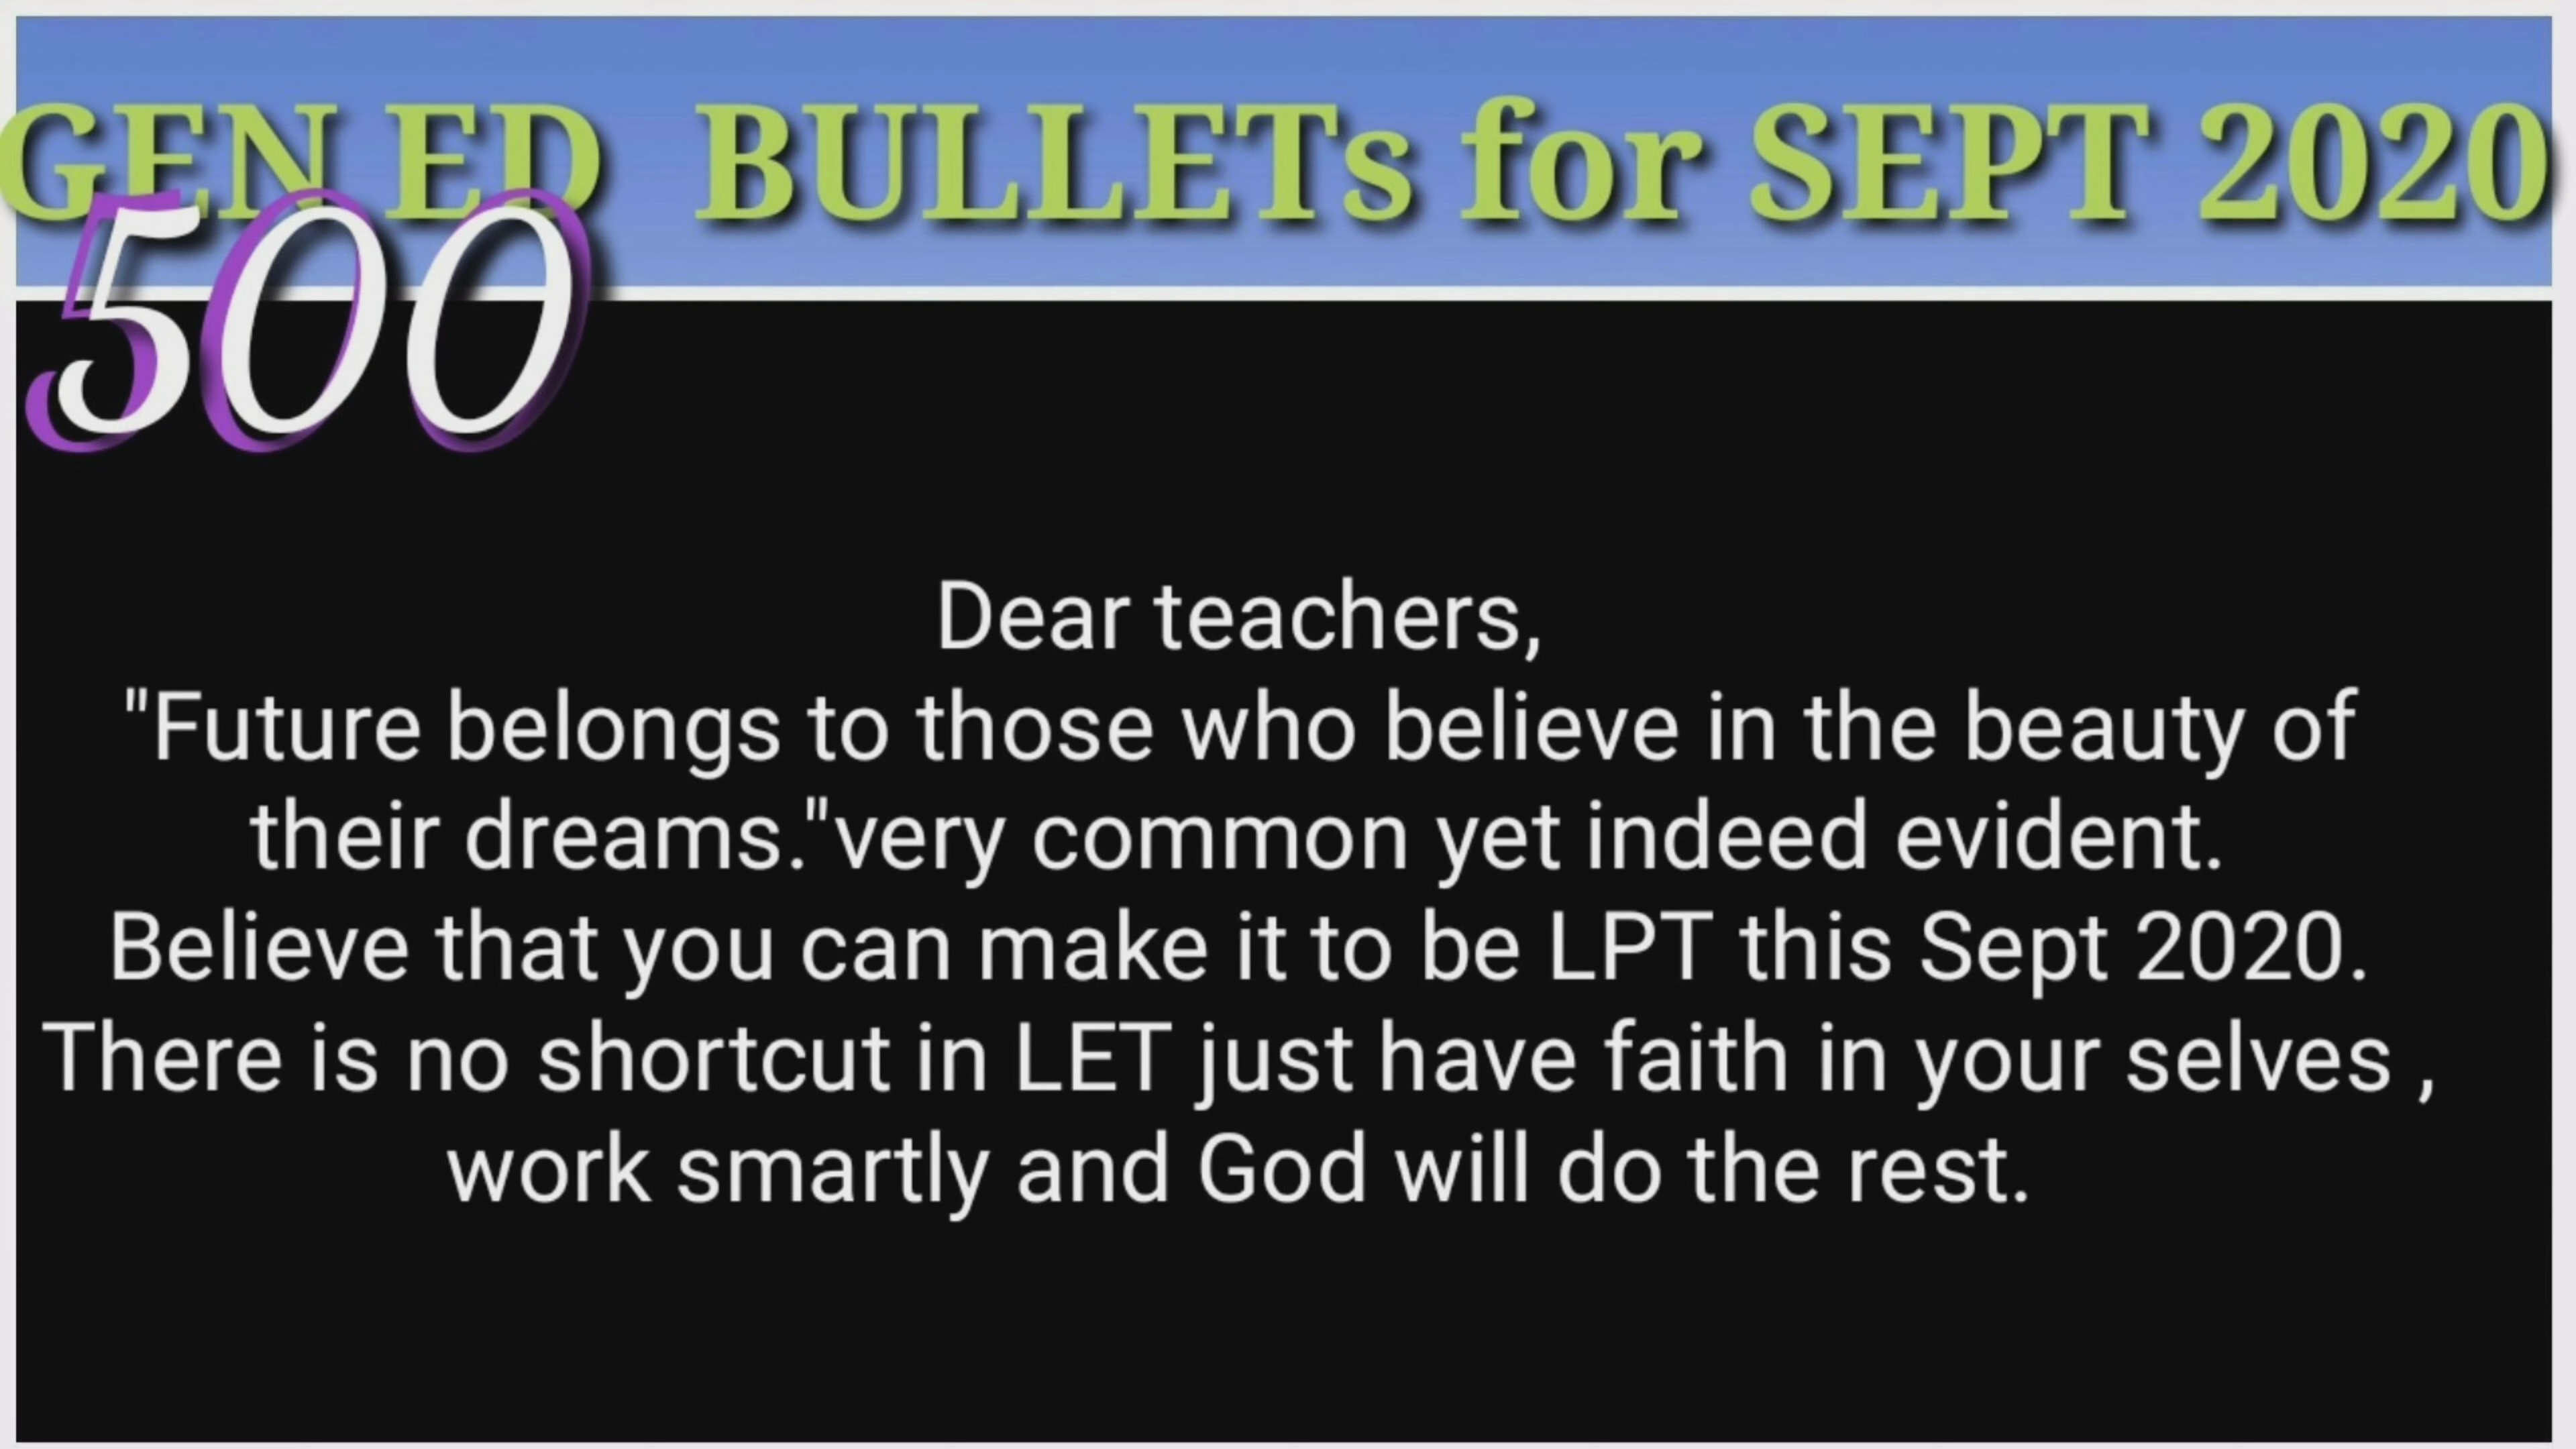 GEN ED BULLETs for SEPT 2020
500
Dear teachers,
"Future belongs to those who believe in the beauty of
their dreams."very common yet indeed evident.
Believe that you can make it to be LPT this Sept 2020.
There is no shortcut in LET just have faith in your selves ,
work smartly and God will do the rest.